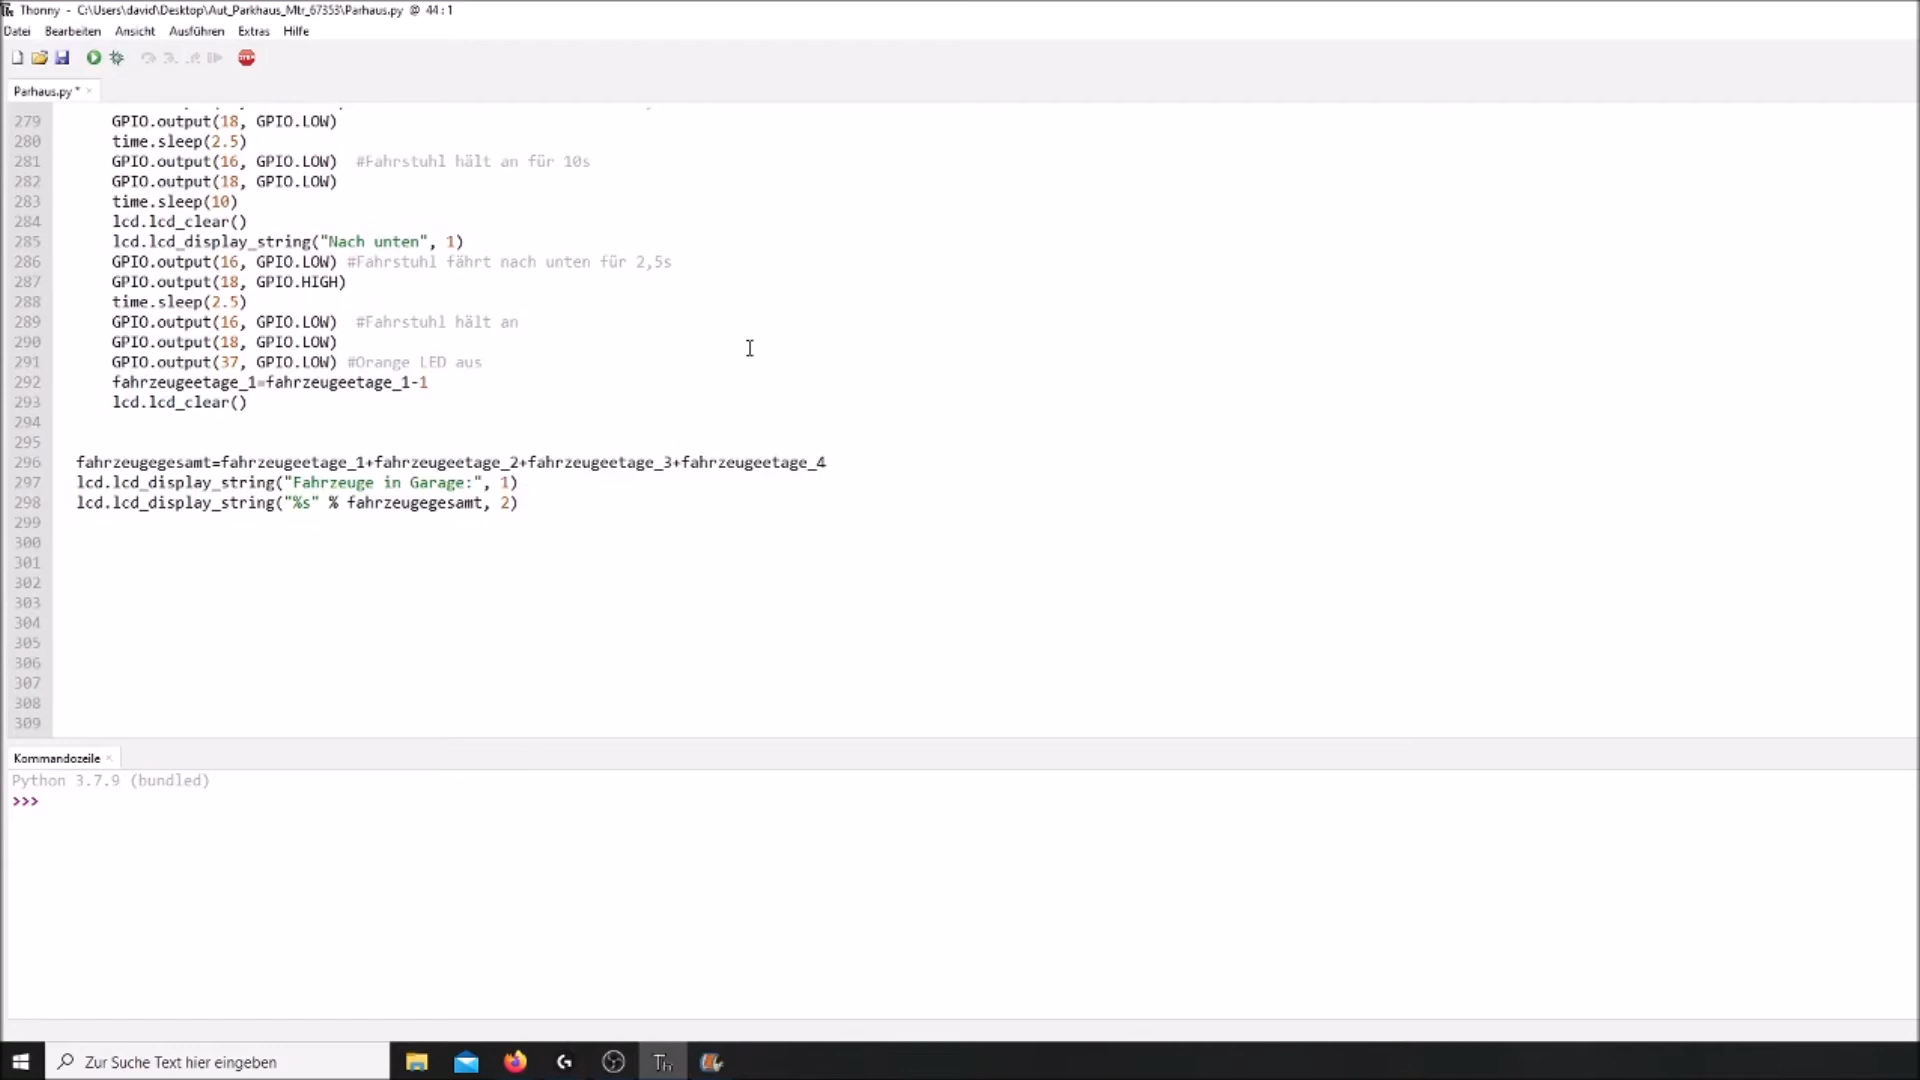 Thonny - C:\Users\david\Desktop\Aut_Parkhaus_Mtr_67353\Parhaus.py @ 44:1
Datei Bearbeiten Ansicht Ausführen Extras Hilfe
Parhaus.py *
279 GPIO.output(18, GPIO.LOW)
280 time.sleep(2.5)
281 GPIO.output(16, GPIO.LOW)  #Fahrstuhl hält an für 10s
282 GPIO.output(18, GPIO.LOW)
283 time.sleep(10)
284 lcd.lcd_clear()
285 lcd.lcd_display_string("Nach unten", 1)
286 GPIO.output(16, GPIO.LOW) #Fahrstuhl fährt nach unten für 2,5s
287 GPIO.output(18, GPIO.HIGH)
288 time.sleep(2.5)
289 GPIO.output(16, GPIO.LOW)  #Fahrstuhl hält an
290 GPIO.output(18, GPIO.LOW)
291 GPIO.output(37, GPIO.LOW) #Orange LED aus
292 fahrzeugeetage_1=fahrzeugeetage_1-1
293 lcd.lcd_clear()
294
295
296 fahrzeugegesamt=fahrzeugeetage_1+fahrzeugeetage_2+fahrzeugeetage_3+fahrzeugeetage_4
297 lcd.lcd_display_string("Fahrzeuge in Garage:", 1)
298 lcd.lcd_display_string("%s" % fahrzeugegesamt, 2)
299
300
301
302
303
304
305
306
307
308
309
Kommandozeile
Python 3.7.9 (bundled)
>>>
Zur Suche Text hier eingeben